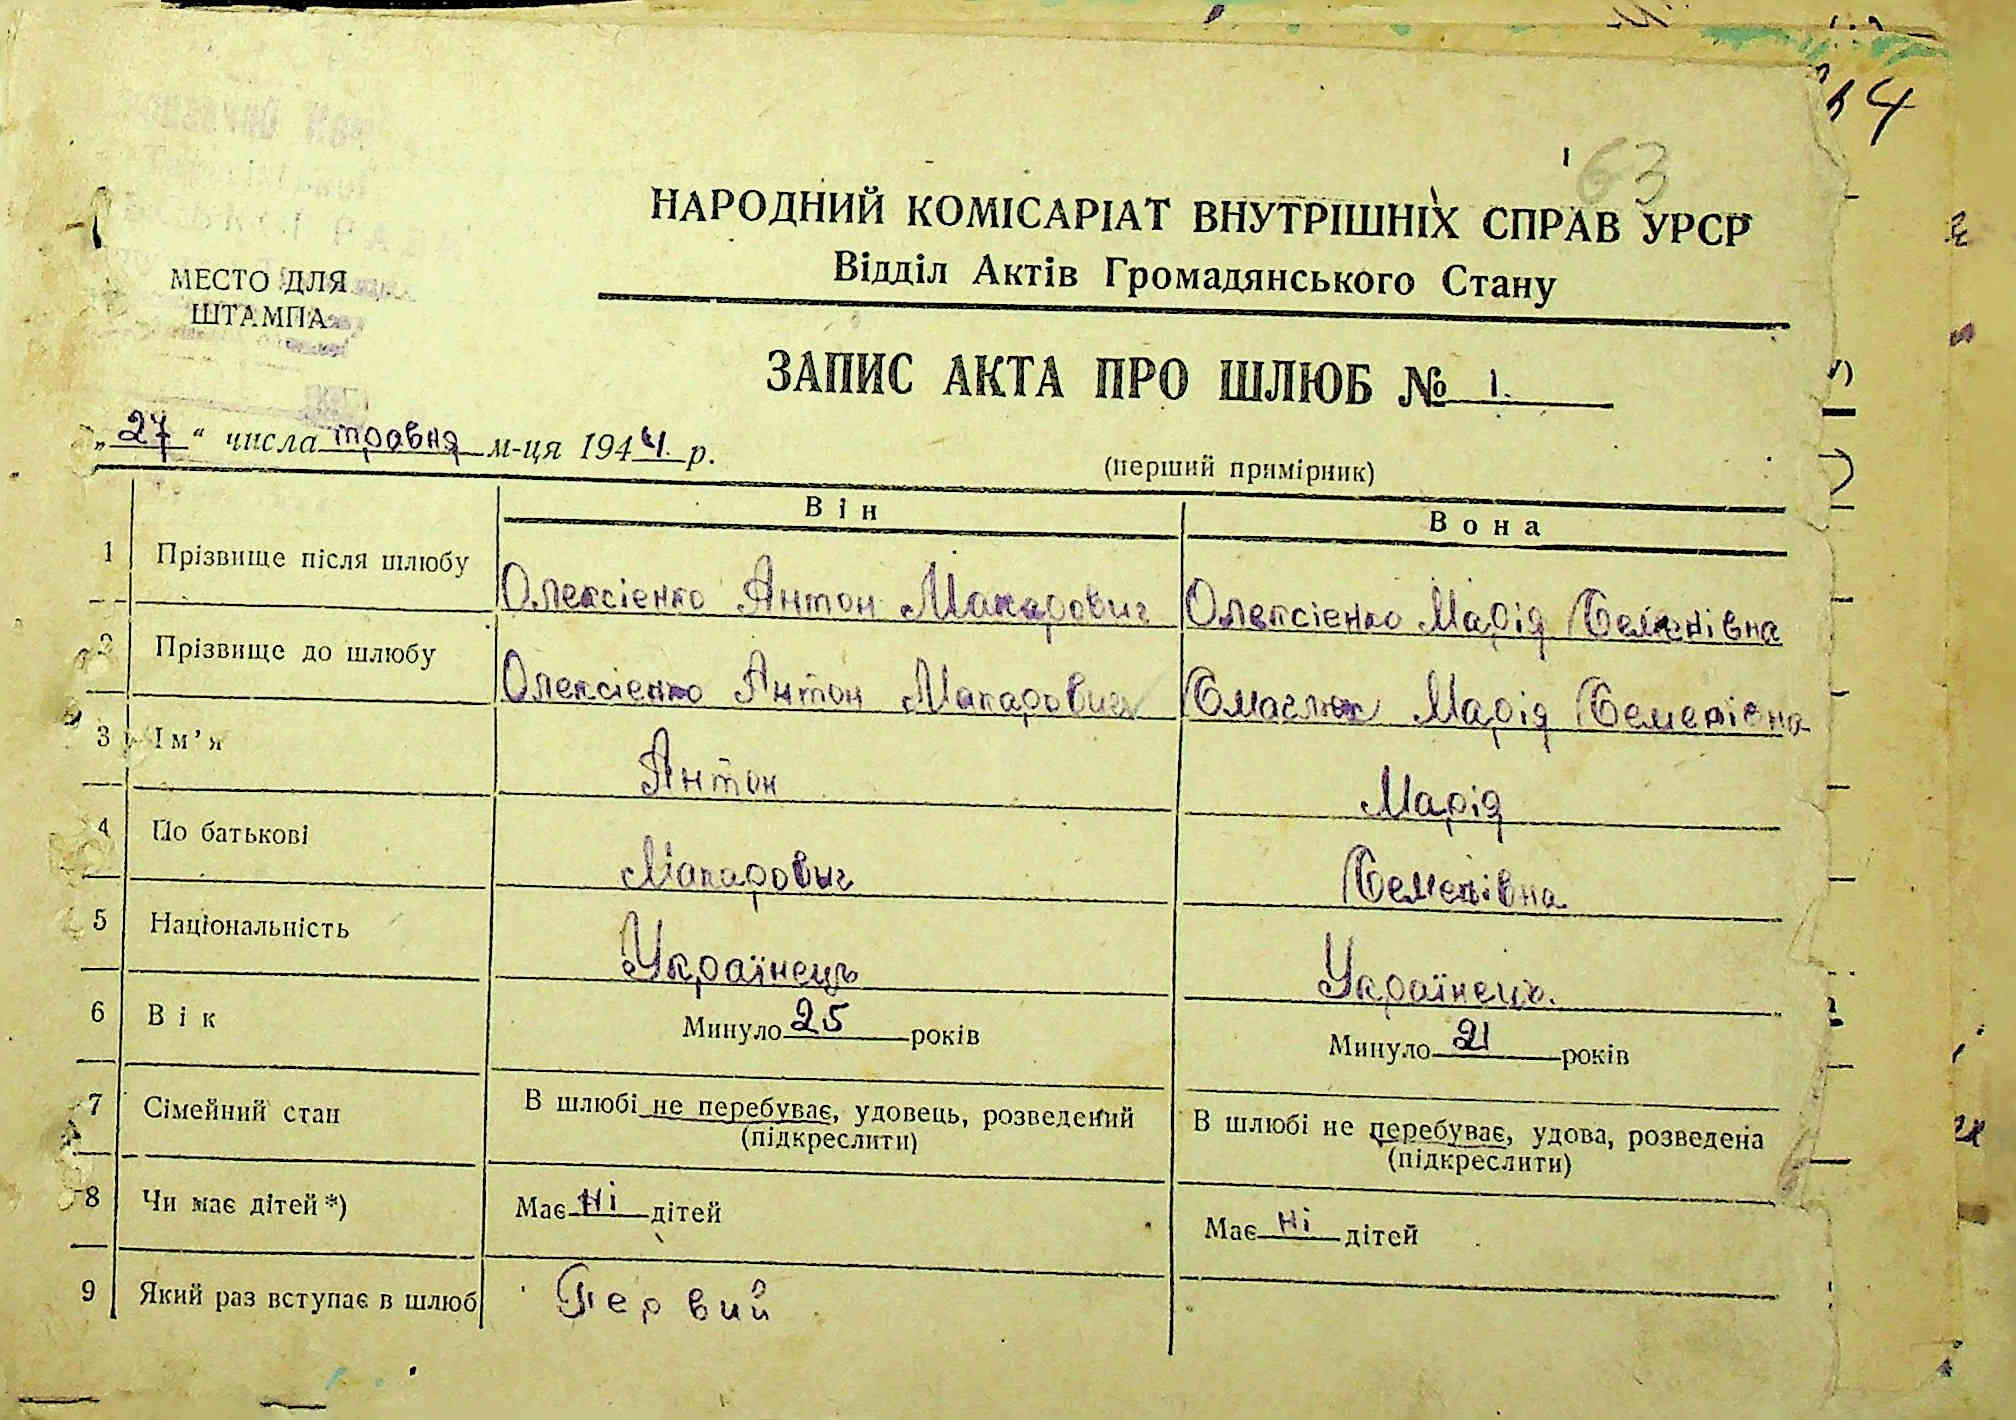 44
63
НАРОДНИЙ КОМІСАРІАТ ВНУТРІШНІХ СПРАВ УРСР
Відділ Актів Громадянського Стану
МЕСТО ДЛЯ
ШТАМПА
ЗАПИС АКТА ПРО ШЛЮБ № 1.
„27“ числа травня м-ця 1944. р.
(перший примірник)
Він Вона
1 Прізвище після шлюбу Олексієнко Антон Макарович Олексієнко Марія Семенівна
2 Прізвище до шлюбу Олексієнко Антон Макарович Марія Семенівна
3 Ім’я Антон Марія
4 По батькові Макарович Семенівна
5 Національність Українець Українець.
6 Вік Минуло 25 років Минуло 21 років
7 Сімейний стан В шлюбі не перебуває, удовець, розведений (підкреслити) В шлюбі не перебуває, удова, розведена (підкреслити)
8 Чи має дітей*) Має ні дітей Має ні дітей
9 Який раз вступає в шлюб Первий